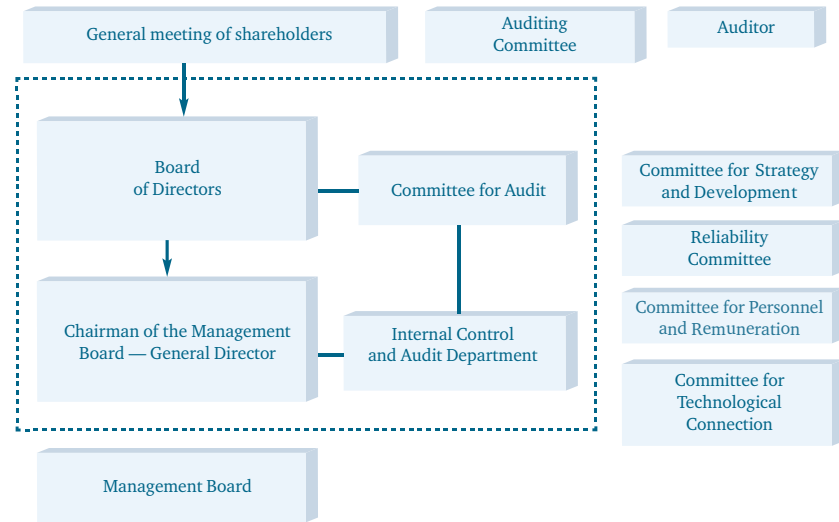 General meeting of shareholders
Auditing
Committee
Auditor
Board
of Directors
Committee for Audit
Committee for Strategy
and Development
Reliability
Committee
Chairman of the Management
Board — General Director
Internal Control
and Audit Department
Committee for Personnel
and Remuneration
Committee for
Technological
Connection
Management Board